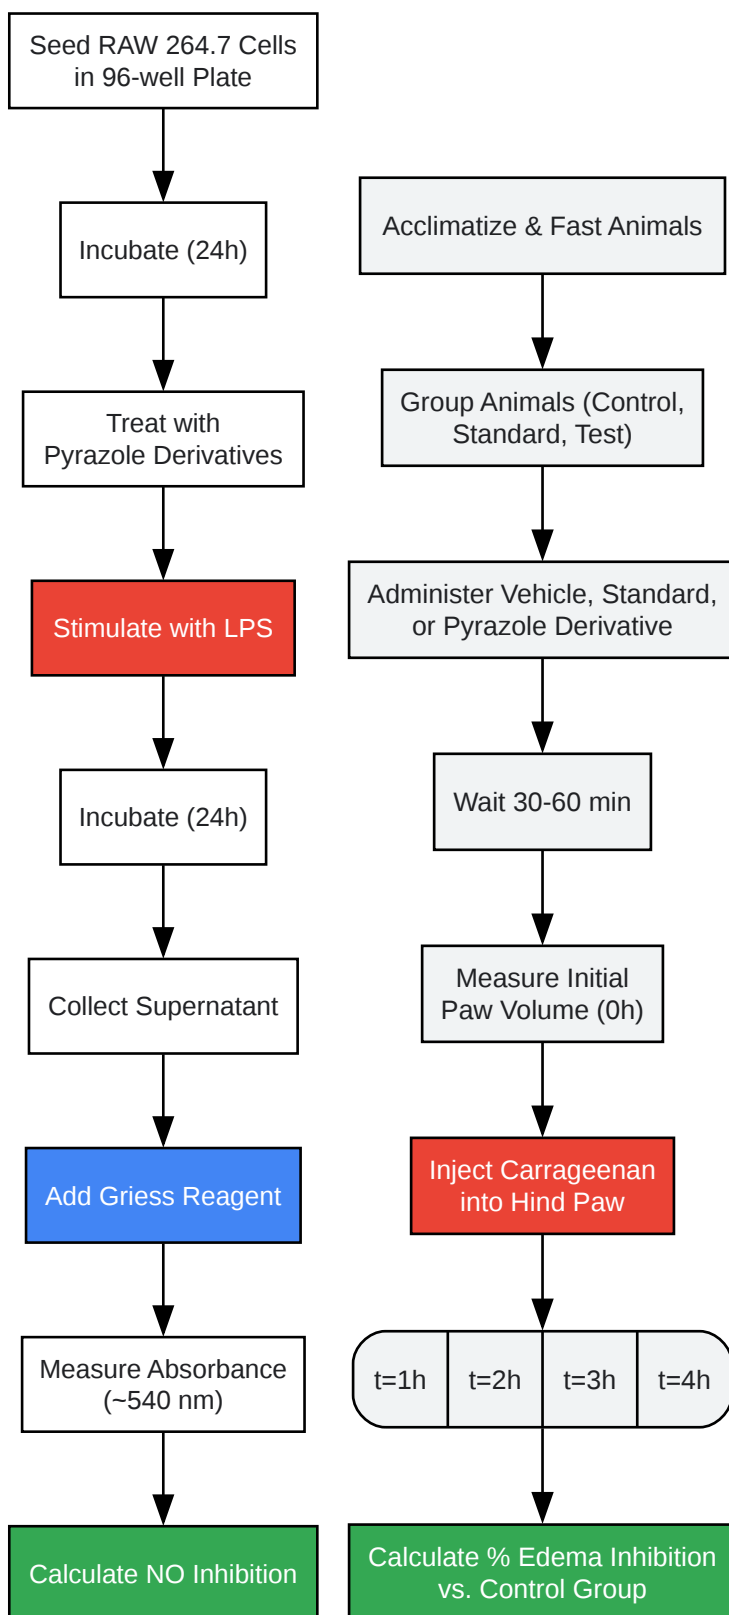 Seed RAW 264.7 Cells
in 96-well Plate
Incubate (24h)
Treat with
Pyrazole Derivatives
Stimulate with LPS
Incubate (24h)
Collect Supernatant
Add Griess Reagent
Measure Absorbance
(~540 nm)
Calculate NO Inhibition
Acclimatize & Fast Animals
Group Animals (Control,
Standard, Test)
Administer Vehicle, Standard,
or Pyrazole Derivative
Wait 30-60 min
Measure Initial
Paw Volume (0h)
Inject Carrageenan
into Hind Paw
t=1h t=2h t=3h t=4h
Calculate % Edema Inhibition
vs. Control Group